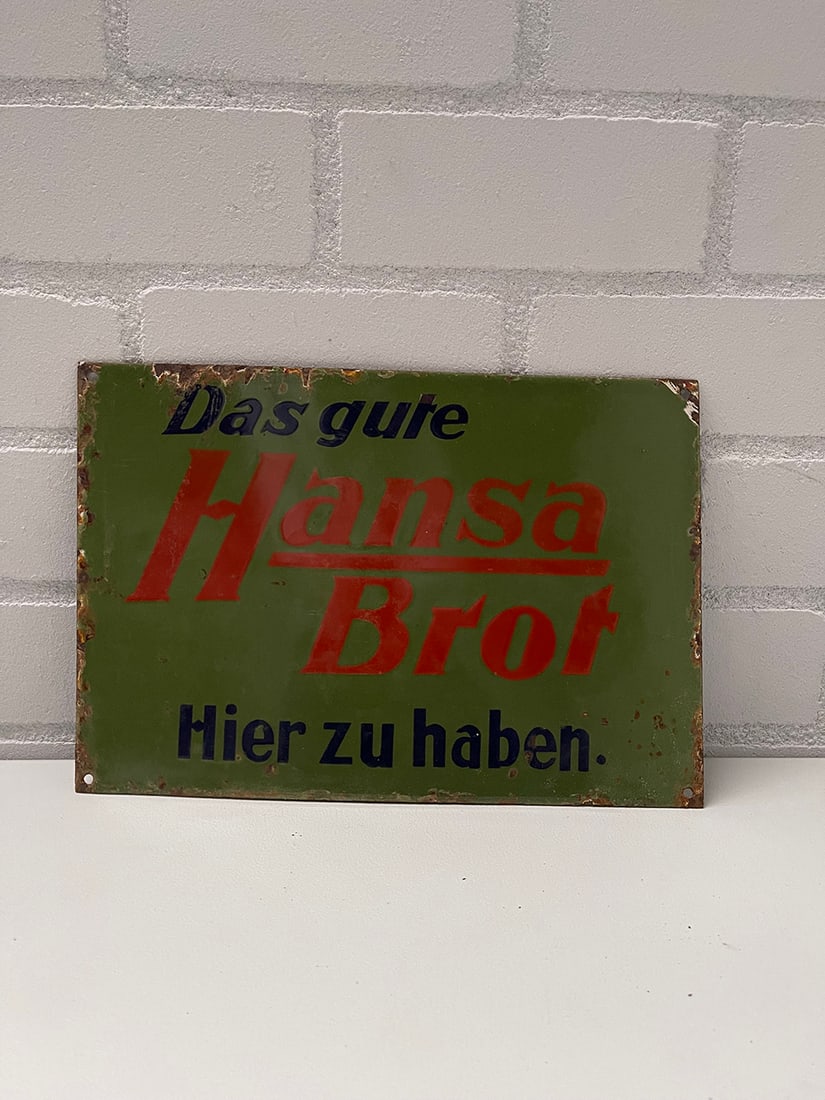 Das gute
Hansa
Brot
Hier zu haben.